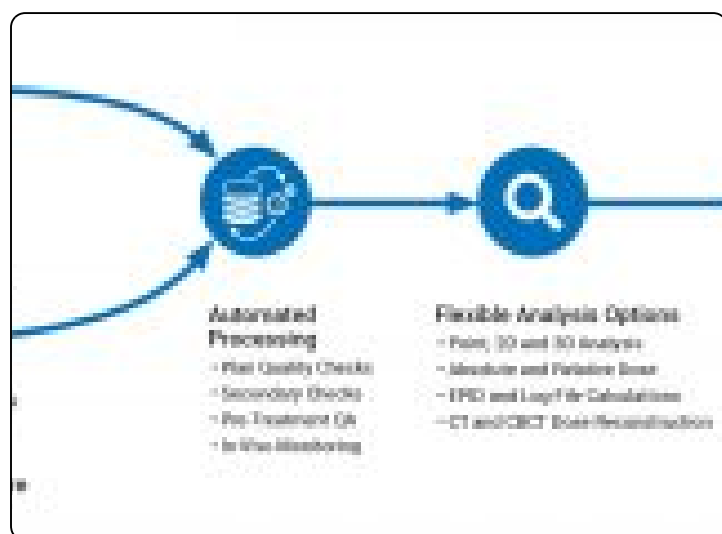 Automated
Processing
- Plan Quality Checks
- Secondary Checks
- Pre-Treatment QA
- In-Vivo Monitoring
Flexible Analysis Options
- Point, 2D and 3D Analysis
- Absolute and Relative Dose
- EPID and Log File Calculations
- CT and CBCT Dose Reconstruction